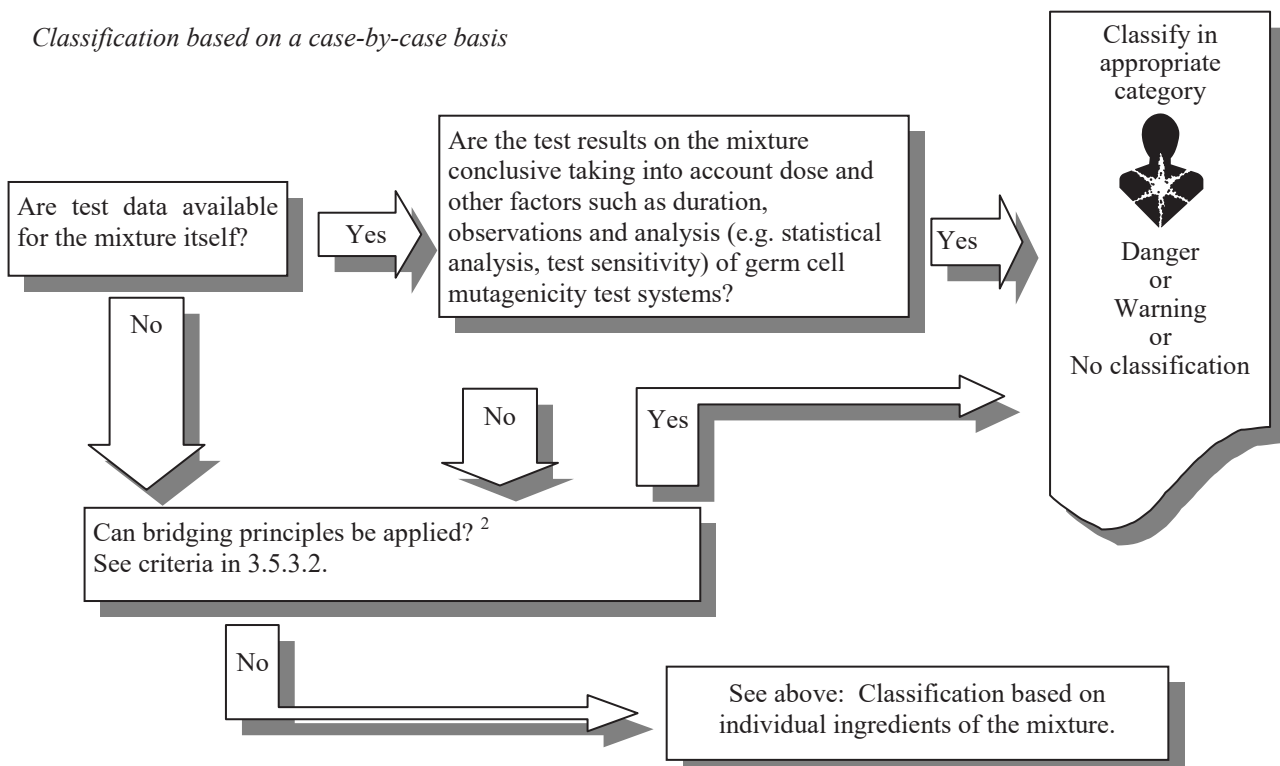 Classification based on a case-by-case basis
Are test data available
for the mixture itself?
Yes
Are the test results on the mixture
conclusive taking into account dose and
other factors such as duration,
observations and analysis (e.g. statistical
analysis, test sensitivity) of germ cell
mutagenicity test systems?
Yes
Classify in
appropriate
category
Danger
or
Warning
or
No classification
No
No
Yes
Can bridging principles be applied? 2
See criteria in 3.5.3.2.
No
See above: Classification based on
individual ingredients of the mixture.